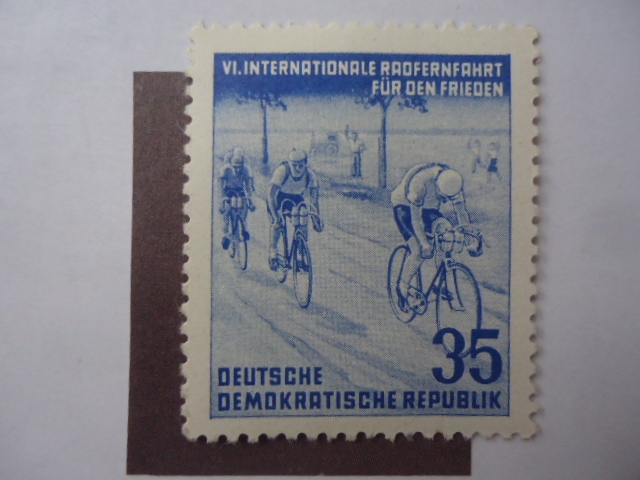 VI. INTERNATIONALE RADFERNFAHRT
FÜR DEN FRIEDEN
35
DEUTSCHE
DEMOKRATISCHE REPUBLIK